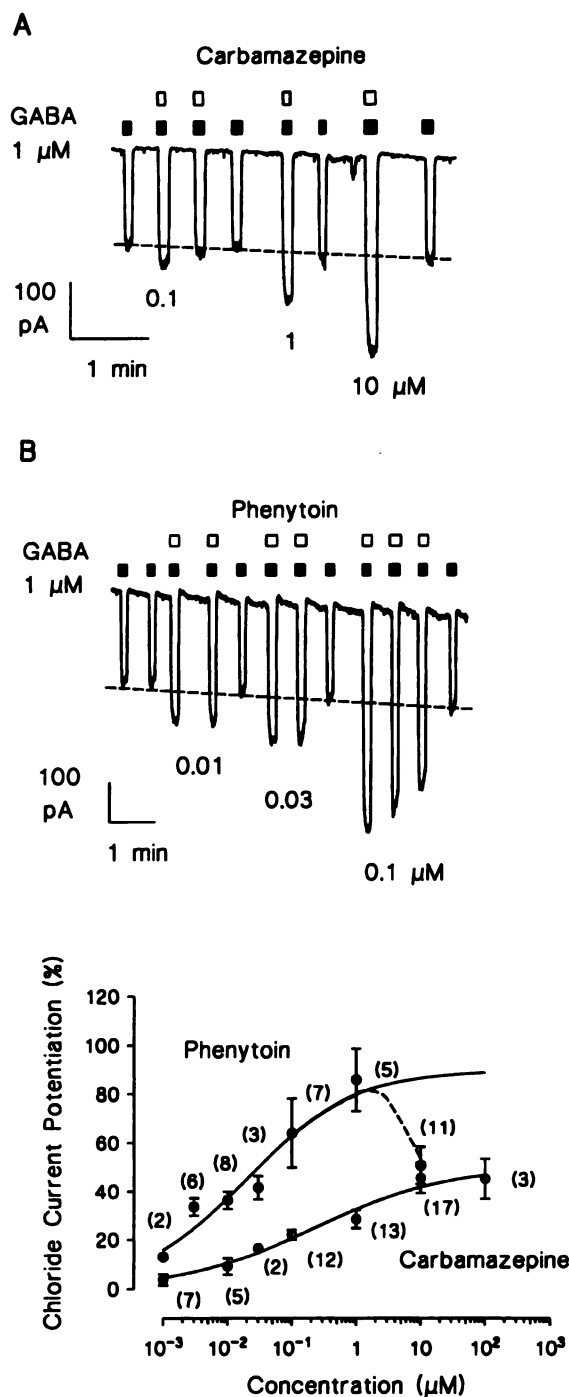 A
Carbamazepine
GABA
1 µM
100
pA
1 min
0.1
1
10 µM
B
Phenytoin
GABA
1 µM
100
pA
1 min
0.01
0.03
0.1 µM
Chloride Current Potentiation (%)
120
100
80
60
40
20
0
Phenytoin
(2)
(6)
(8)
(3)
(7)
(5)
(11)
(17)
(3)
(13)
(12)
(2)
(5)
(7)
Carbamazepine
10⁻³ 10⁻² 10⁻¹ 1 10 10² 10³
Concentration (µM)